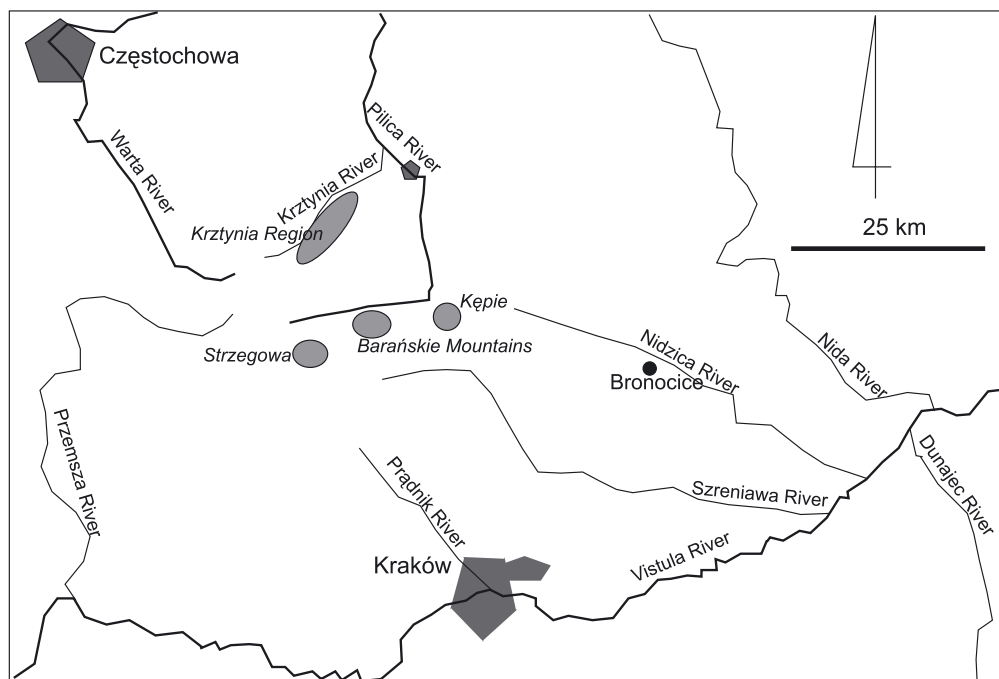 Częstochowa
Pilica River
Warta River
Krztynia River
Krztynia Region
25 km
Kępie
Barańskie Mountains
Strzegowa
Nidzica River
Nida River
Bronocice
Przemsza River
Prądnik River
Szreniawa River
Dunajec River
Vistula River
Kraków